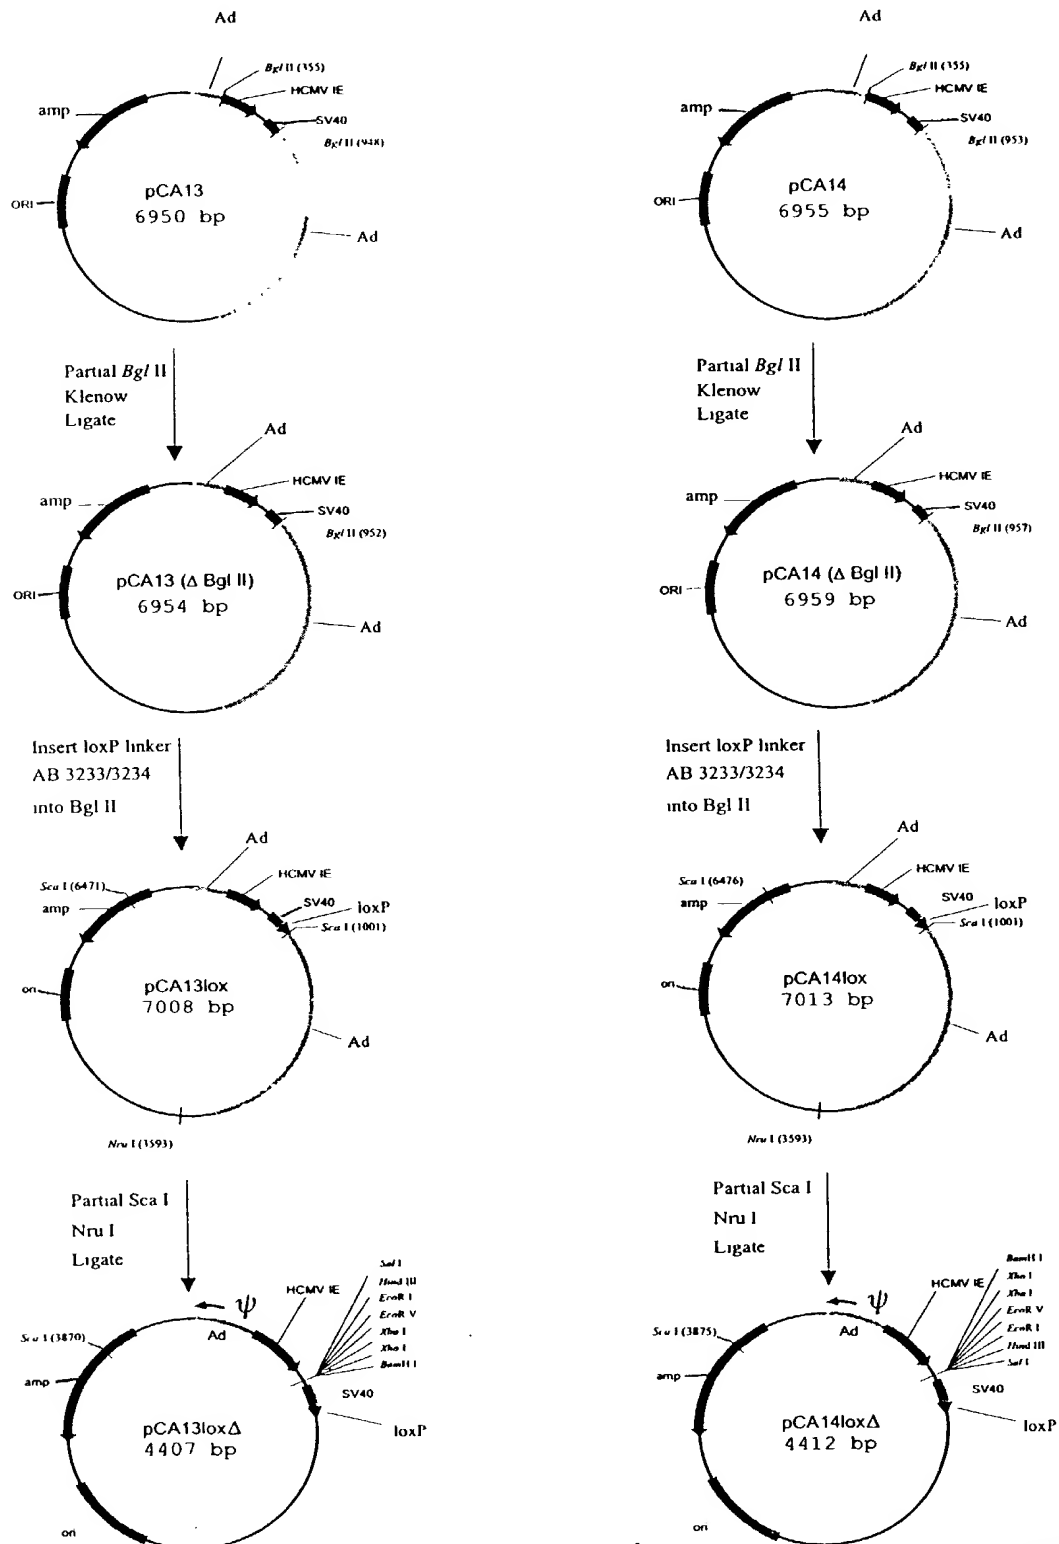 Ad
Bgl II (355)
HCMV IE
amp
SV40
Bgl II (948)
pCA13
6950 bp
ORI
Ad
Partial Bgl II
Klenow
Ligate
Ad
HCMV IE
amp
SV40
Bgl II (952)
pCA13 (Δ Bgl II)
6954 bp
ORI
Ad
Insert loxP linker
AB 3233/3234
into Bgl II
Ad
HCMV IE
Sca I (6471)
amp
SV40
loxP
Sca I (1001)
ori
pCA13lox
7008 bp
Ad
Nru I (3593)
Partial Sca I
Nru I
Ligate
ψ
Ad
HCMV IE
Sal I
Hind III
EcoR I
EcoR V
Xba I
Xho I
BamH I
Sca I (3870)
amp
SV40
loxP
pCA13loxΔ
4407 bp
ori
Ad
Bgl II (355)
HCMV IE
amp
SV40
Bgl II (953)
pCA14
6955 bp
ORI
Ad
Partial Bgl II
Klenow
Ligate
Ad
HCMV IE
amp
SV40
Bgl II (957)
pCA14 (Δ Bgl II)
6959 bp
ORI
Ad
Insert loxP linker
AB 3233/3234
into Bgl II
Ad
HCMV IE
Sca I (6476)
amp
SV40
loxP
Sca I (1001)
ori
pCA14lox
7013 bp
Ad
Nru I (3593)
Partial Sca I
Nru I
Ligate
ψ
Ad
HCMV IE
BamH I
Xho I
Xba I
EcoR V
EcoR I
Hind III
Sal I
Sca I (3875)
amp
SV40
loxP
pCA14loxΔ
4412 bp
ori